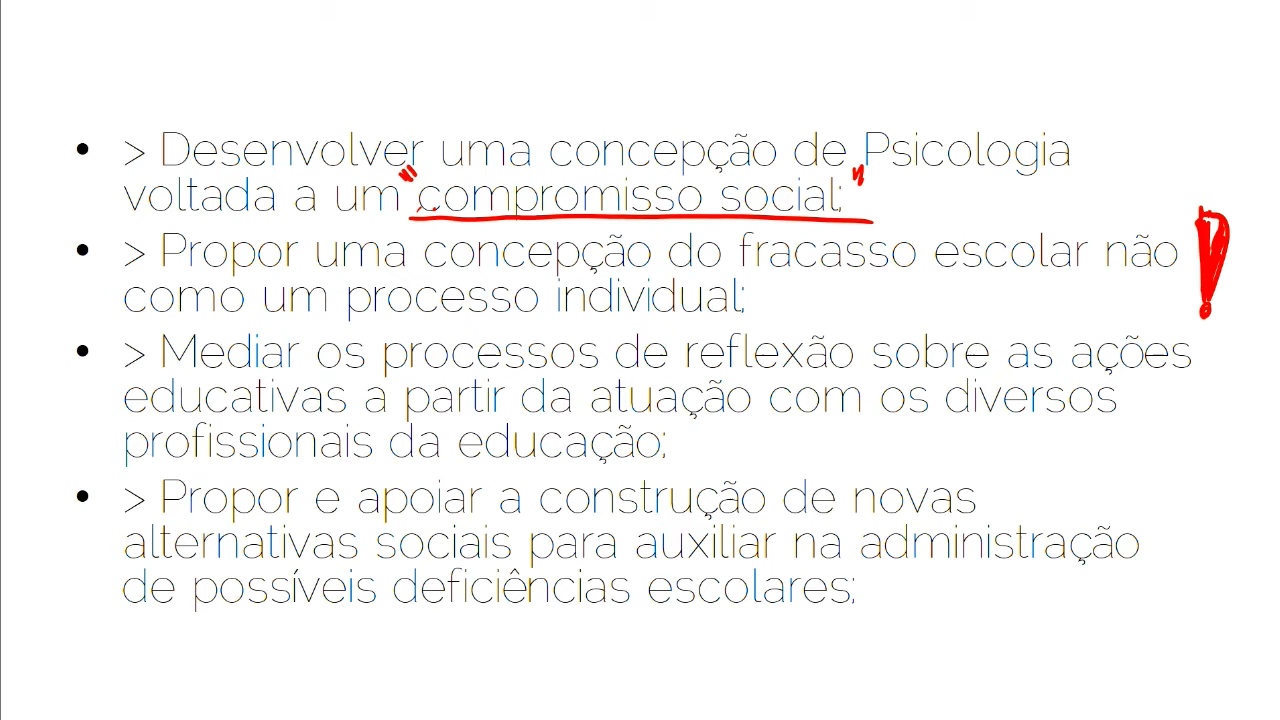 • > Desenvolver uma concepção de Psicologia
voltada a um "compromisso social;"
• > Propor uma concepção do fracasso escolar não
como um processo individual; !
• > Mediar os processos de reflexão sobre as ações
educativas a partir da atuação com os diversos
profissionais da educação;
• > Propor e apoiar a construção de novas
alternativas sociais para auxiliar na administração
de possíveis deficiências escolares;